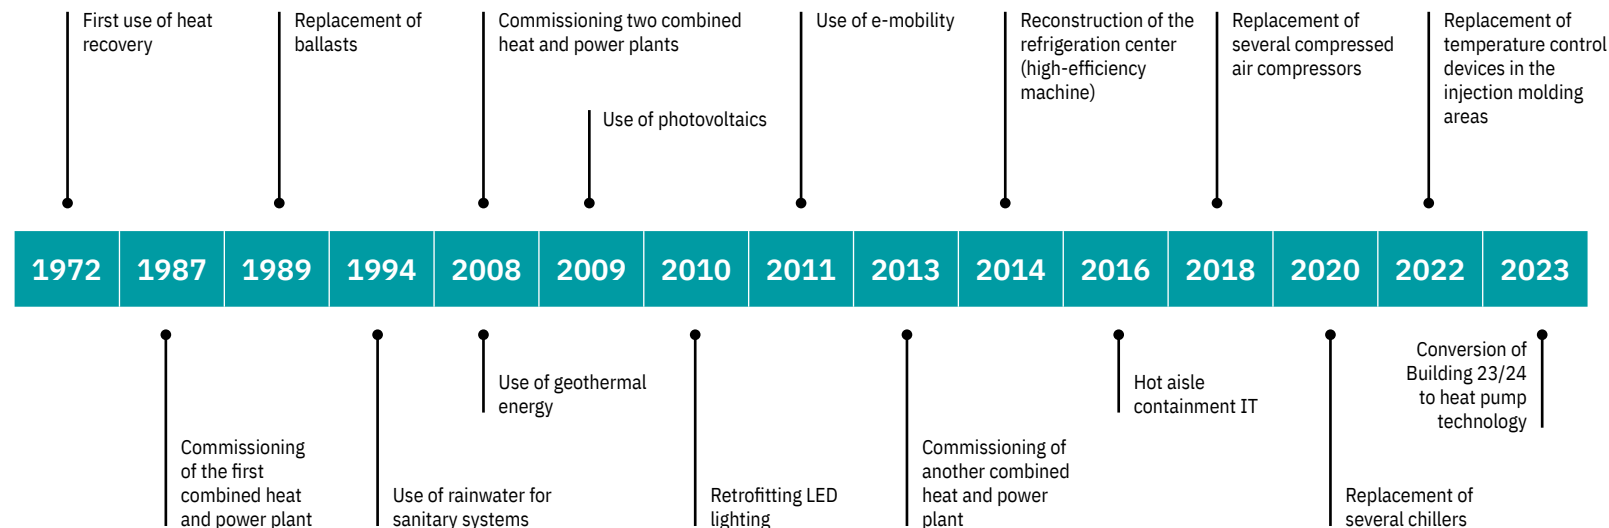 First use of heat
recovery
Replacement of
ballasts
Commissioning two combined
heat and power plants
Use of photovoltaics
Use of e-mobility
Reconstruction of the
refrigeration center
(high-efficiency
machine)
Replacement of
several compressed
air compressors
Replacement of
temperature control
devices in the
injection molding
areas
1972 1987 1989 1994 2008 2009 2010 2011 2013 2014 2016 2018 2020 2022 2023
Commissioning
of the first
combined heat
and power plant
Use of rainwater for
sanitary systems
Use of geothermal
energy
Retrofitting LED
lighting
Commissioning of
another combined
heat and power
plant
Hot aisle
containment IT
Replacement of
several chillers
Conversion of
Building 23/24
to heat pump
technology